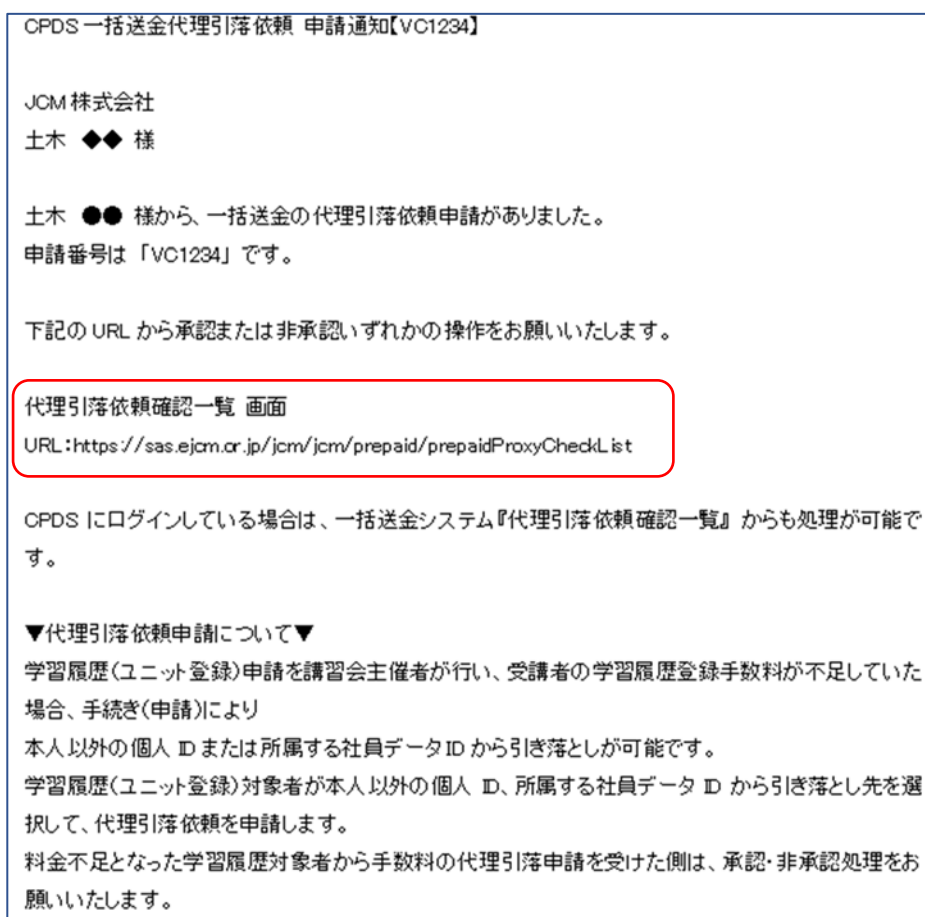 CPDS 一括送金代理引落依頼 申請通知【VC1234】
JCM 株式会社
土木 ◆◆ 様
土木 ●● 様から、一括送金の代理引落依頼申請がありました。
申請番号は「VC1234」です。
下記の URL から承認または非承認いずれかの操作をお願いいたします。
代理引落依頼確認一覧 画面
URL:https://sas.ejcm.or.jp/jcm/jcm/prepaid/prepaidProxyCheckList
CPDS にログインしている場合は、一括送金システム『代理引落依頼確認一覧』からも処理が可能で
す。
▼代理引落依頼申請について▼
学習履歴(ユニット登録)申請を講習会主催者が行い、受講者の学習履歴登録手数料が不足していた
場合、手続き(申請)により
本人以外の個人 ID または所属する社員データ ID から引き落としが可能です。
学習履歴(ユニット登録)対象者が本人以外の個人 ID、所属する社員データ ID から引き落とし先を選
択して、代理引落依頼を申請します。
料金不足となった学習履歴対象者から手数料の代理引落申請を受けた側は、承認・非承認処理をお
願いいたします。